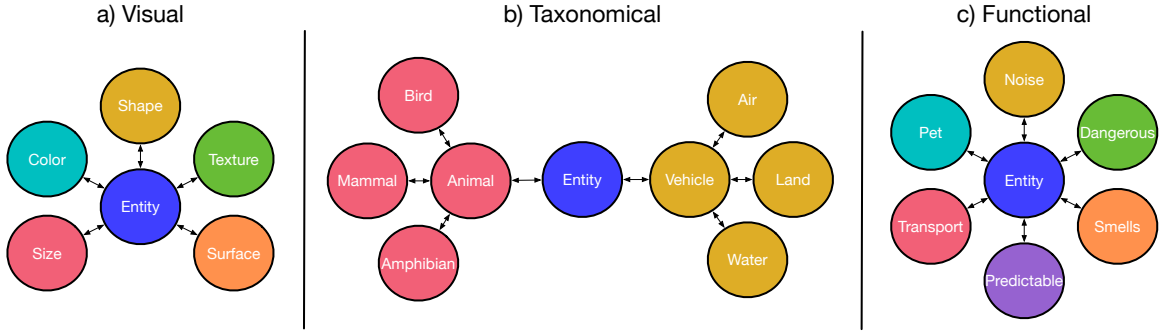 a) Visual
Shape
Color
Texture
Entity
Size
Surface
b) Taxonomical
Bird
Air
Mammal
Animal
Entity
Vehicle
Land
Amphibian
Water
c) Functional
Noise
Pet
Dangerous
Entity
Transport
Smells
Predictable